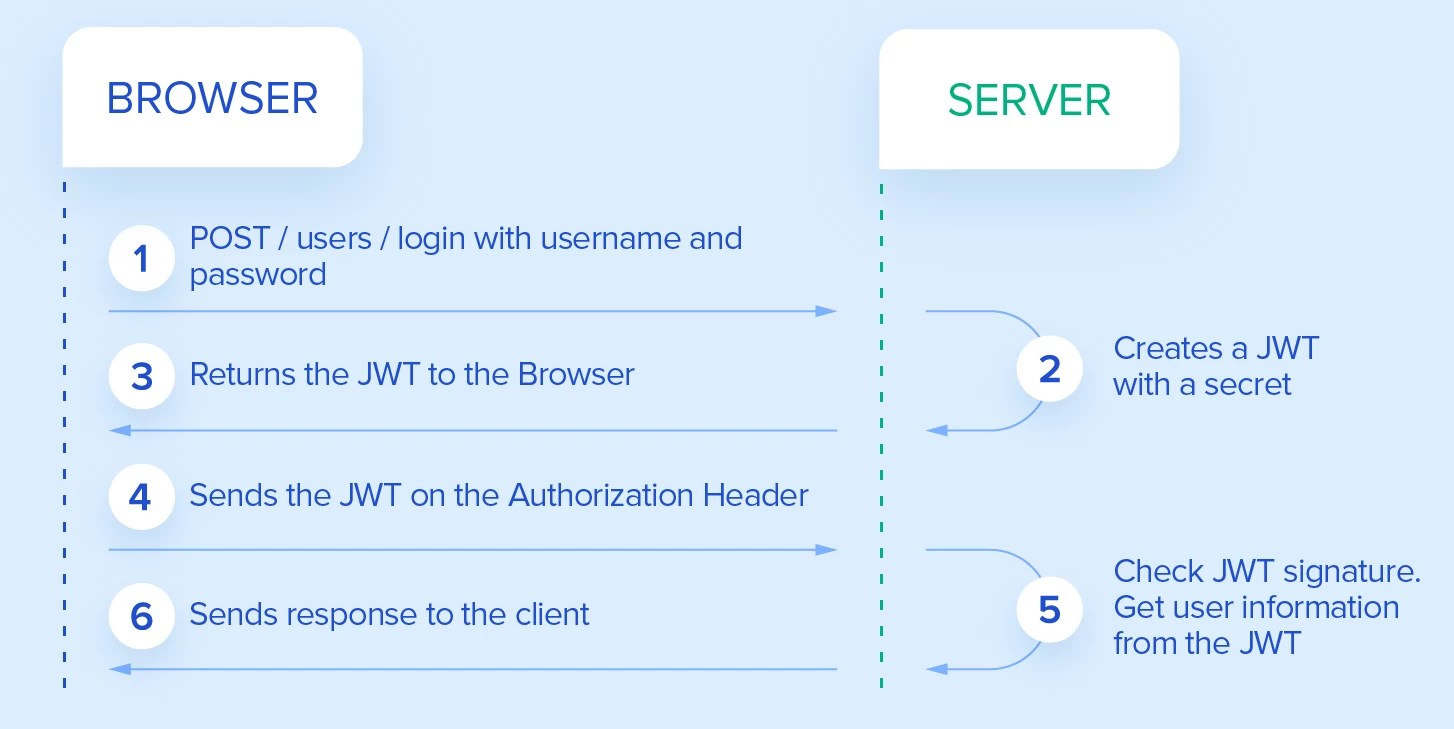 BROWSER
SERVER
1
POST / users / login with username and
password
2
Creates a JWT
with a secret
3
Returns the JWT to the Browser
4
Sends the JWT on the Authorization Header
5
Check JWT signature.
Get user information
from the JWT
6
Sends response to the client